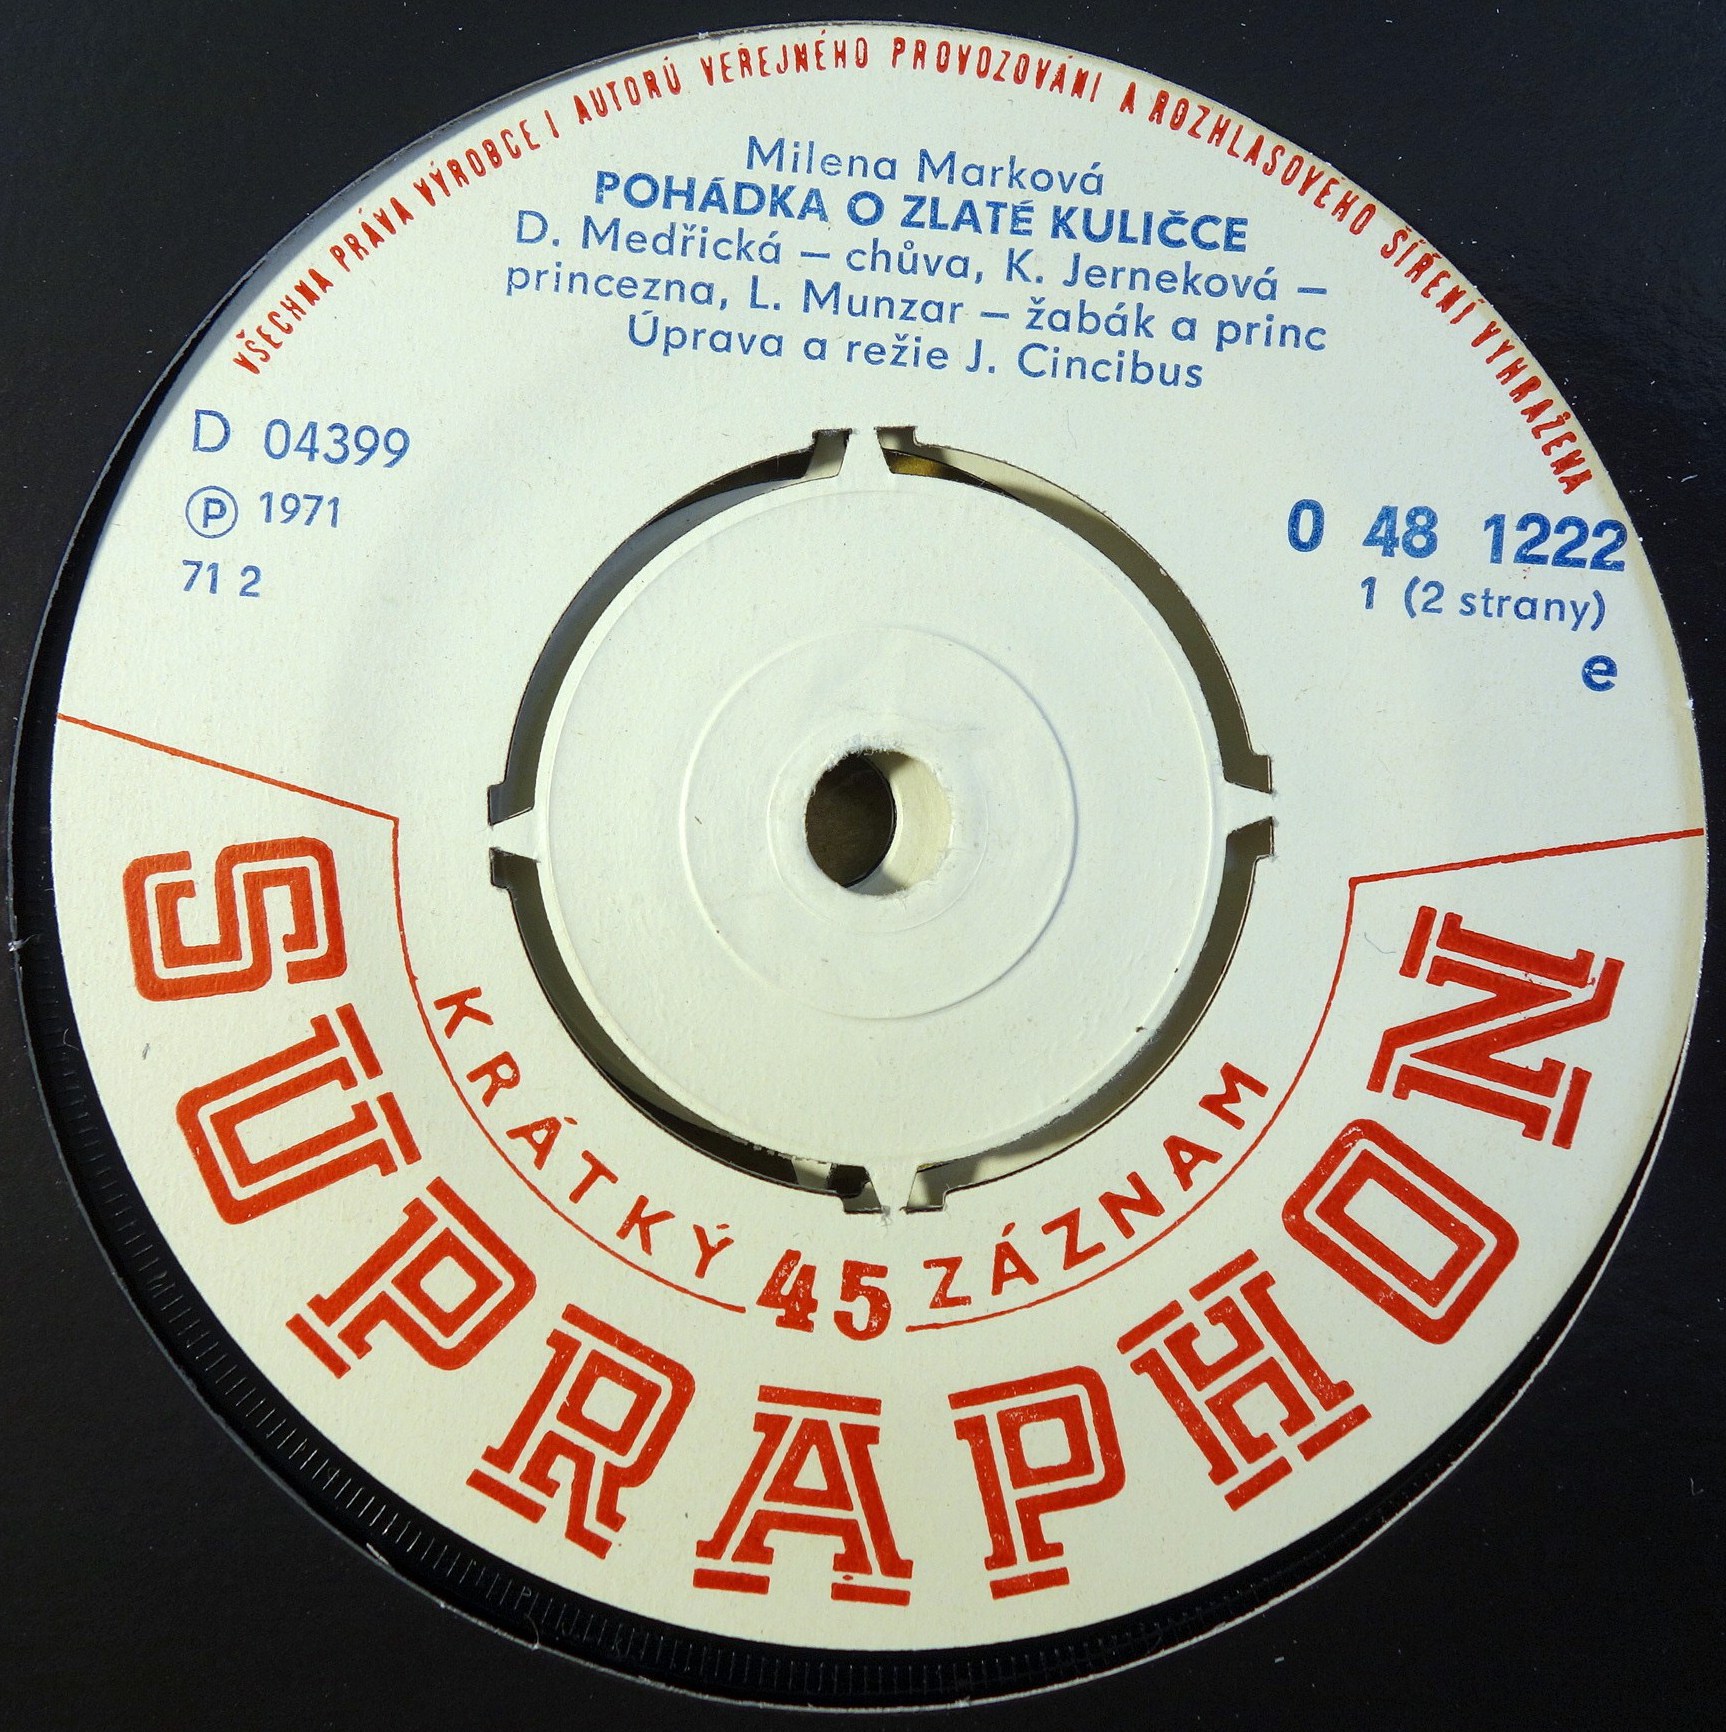 VŠECHNA PRÁVA VÝROBCE I AUTORŮ VEŘEJNÉHO PROVOZOVÁNÍ A ROZHLASOVÉHO ŠÍŘENÍ VYHRAŽENA
Milena Marková
POHÁDKA O ZLATÉ KULIČCE
D. Medřická – chůva, K. Jerneková –
princezna, L. Munzar – žabák a princ
Úprava a režie J. Cincibus
D 04399
Ⓟ 1971
71 2
0 48 1222
1 (2 strany)
e
KRÁTKÝ 45 ZÁZNAM
SUPRAPHON